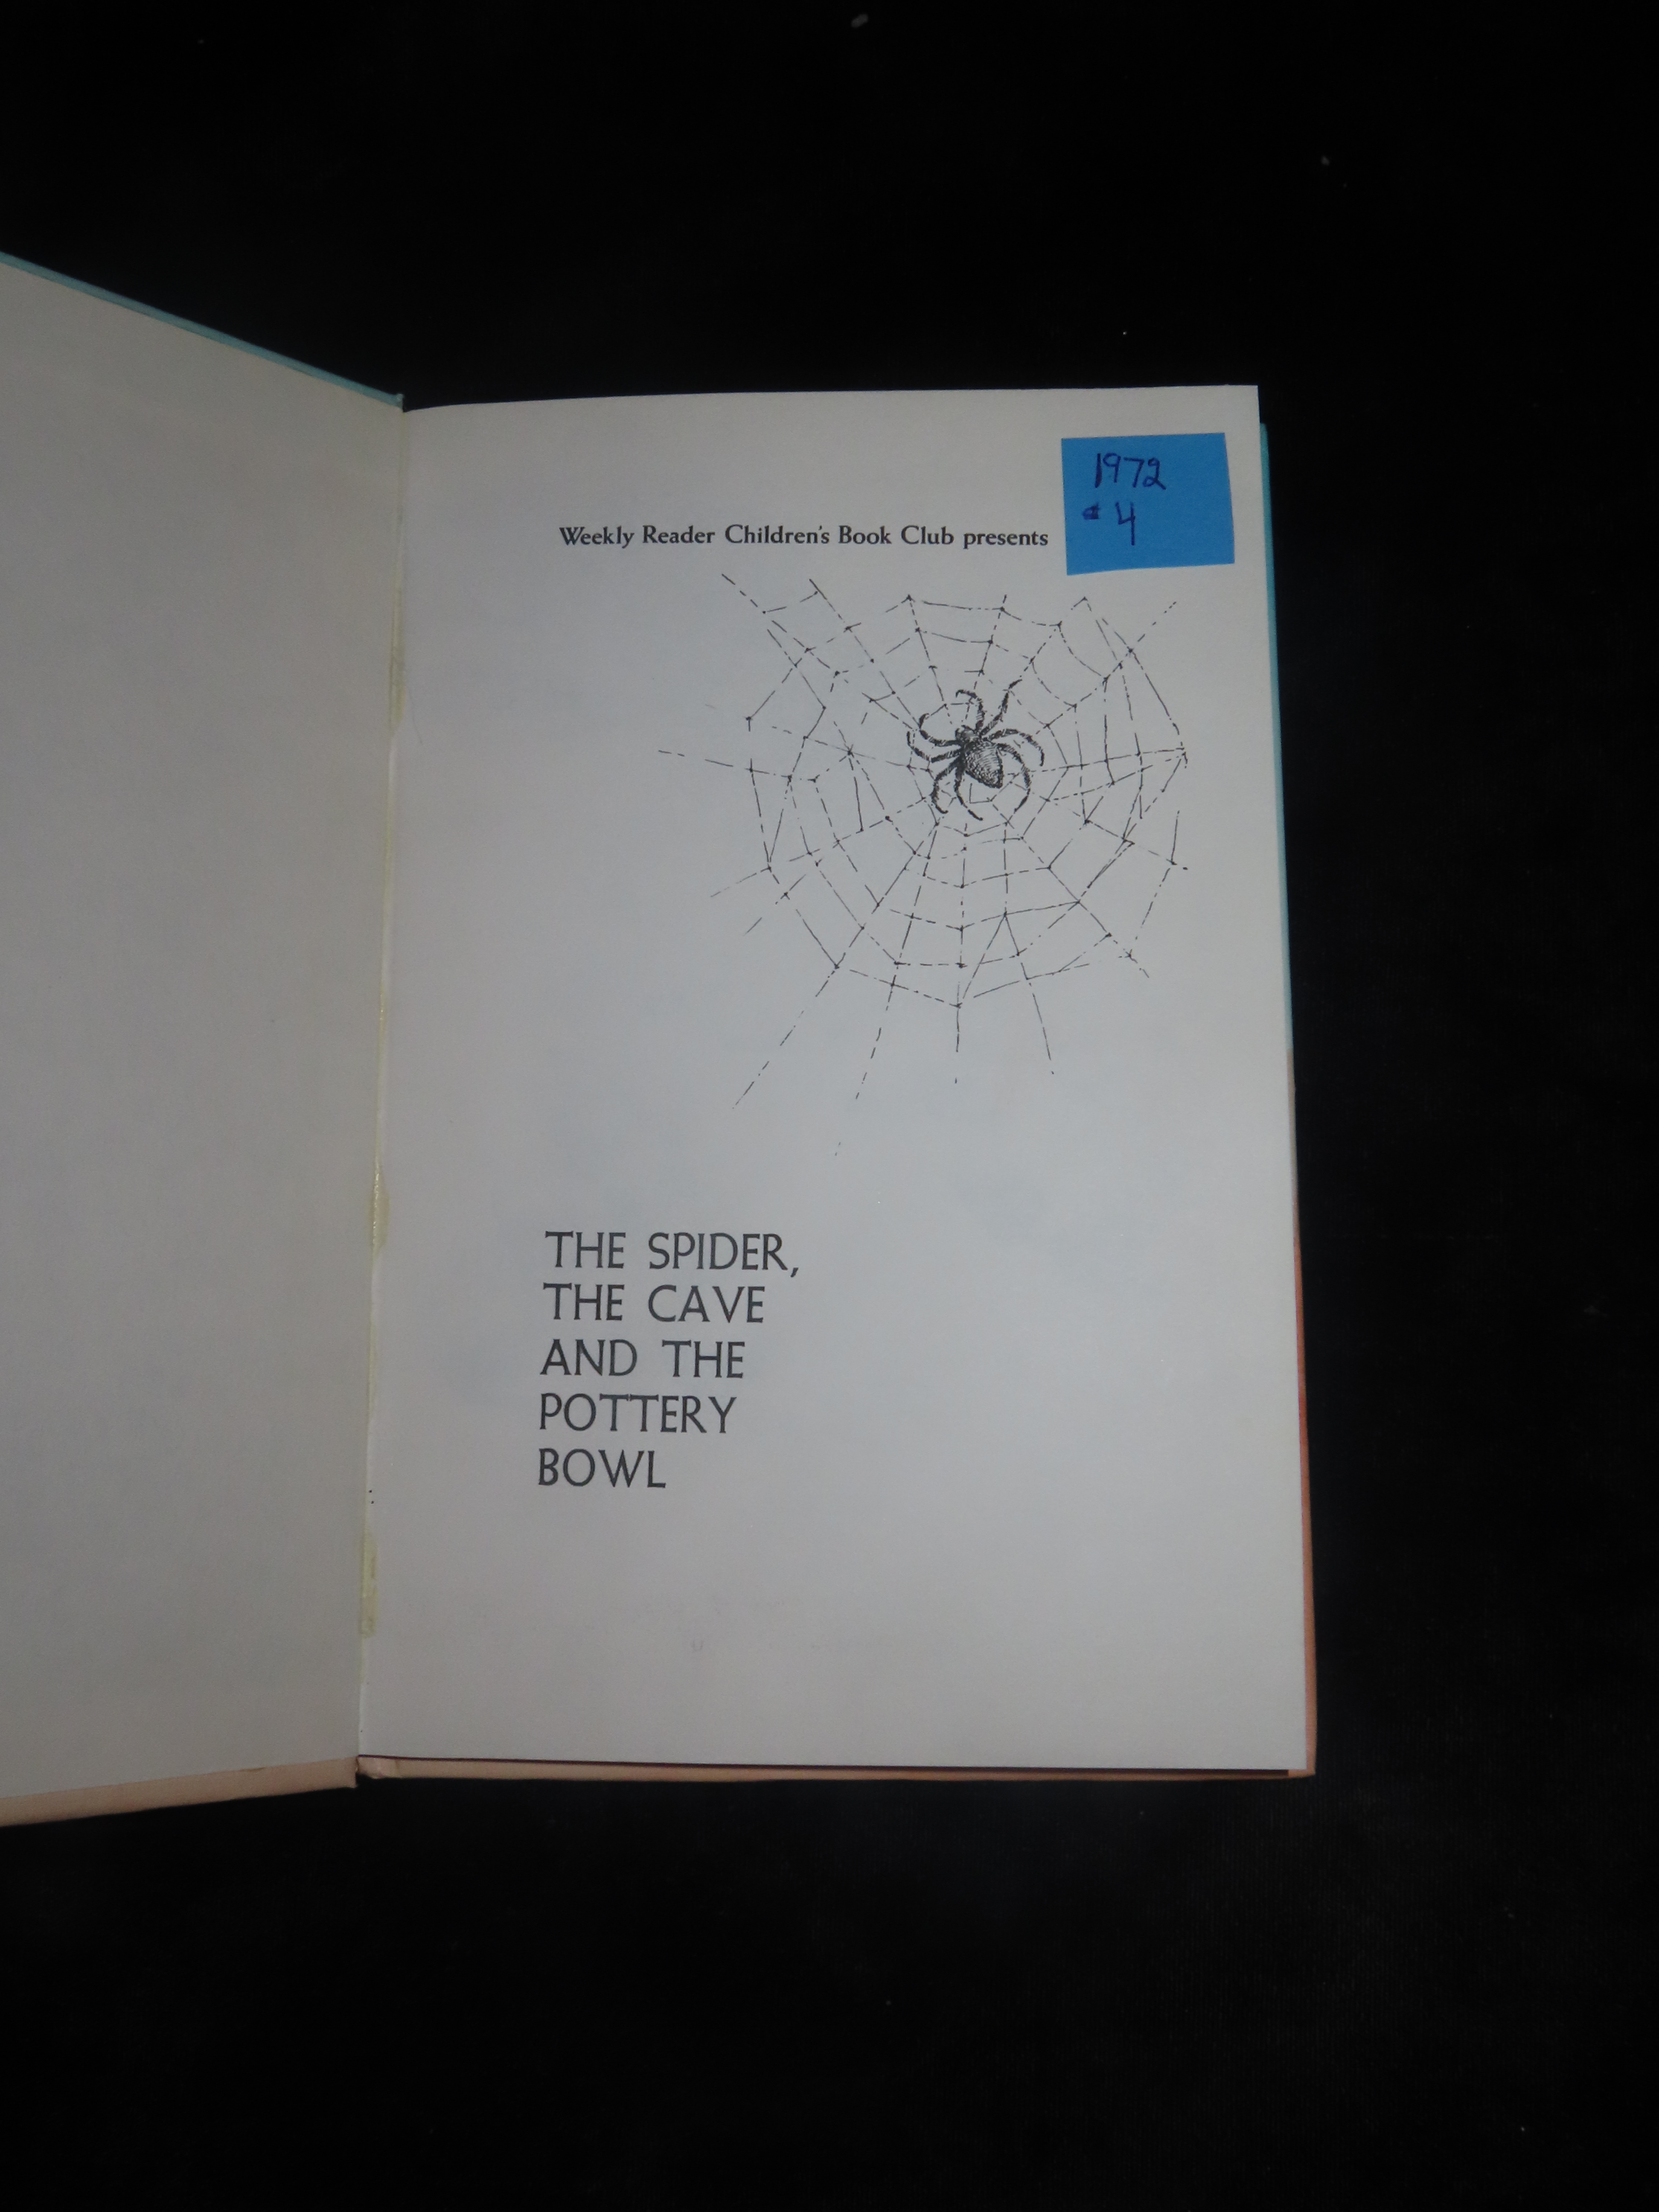 1972
4
Weekly Reader Children's Book Club presents
THE SPIDER,
THE CAVE
AND THE
POTTERY
BOWL